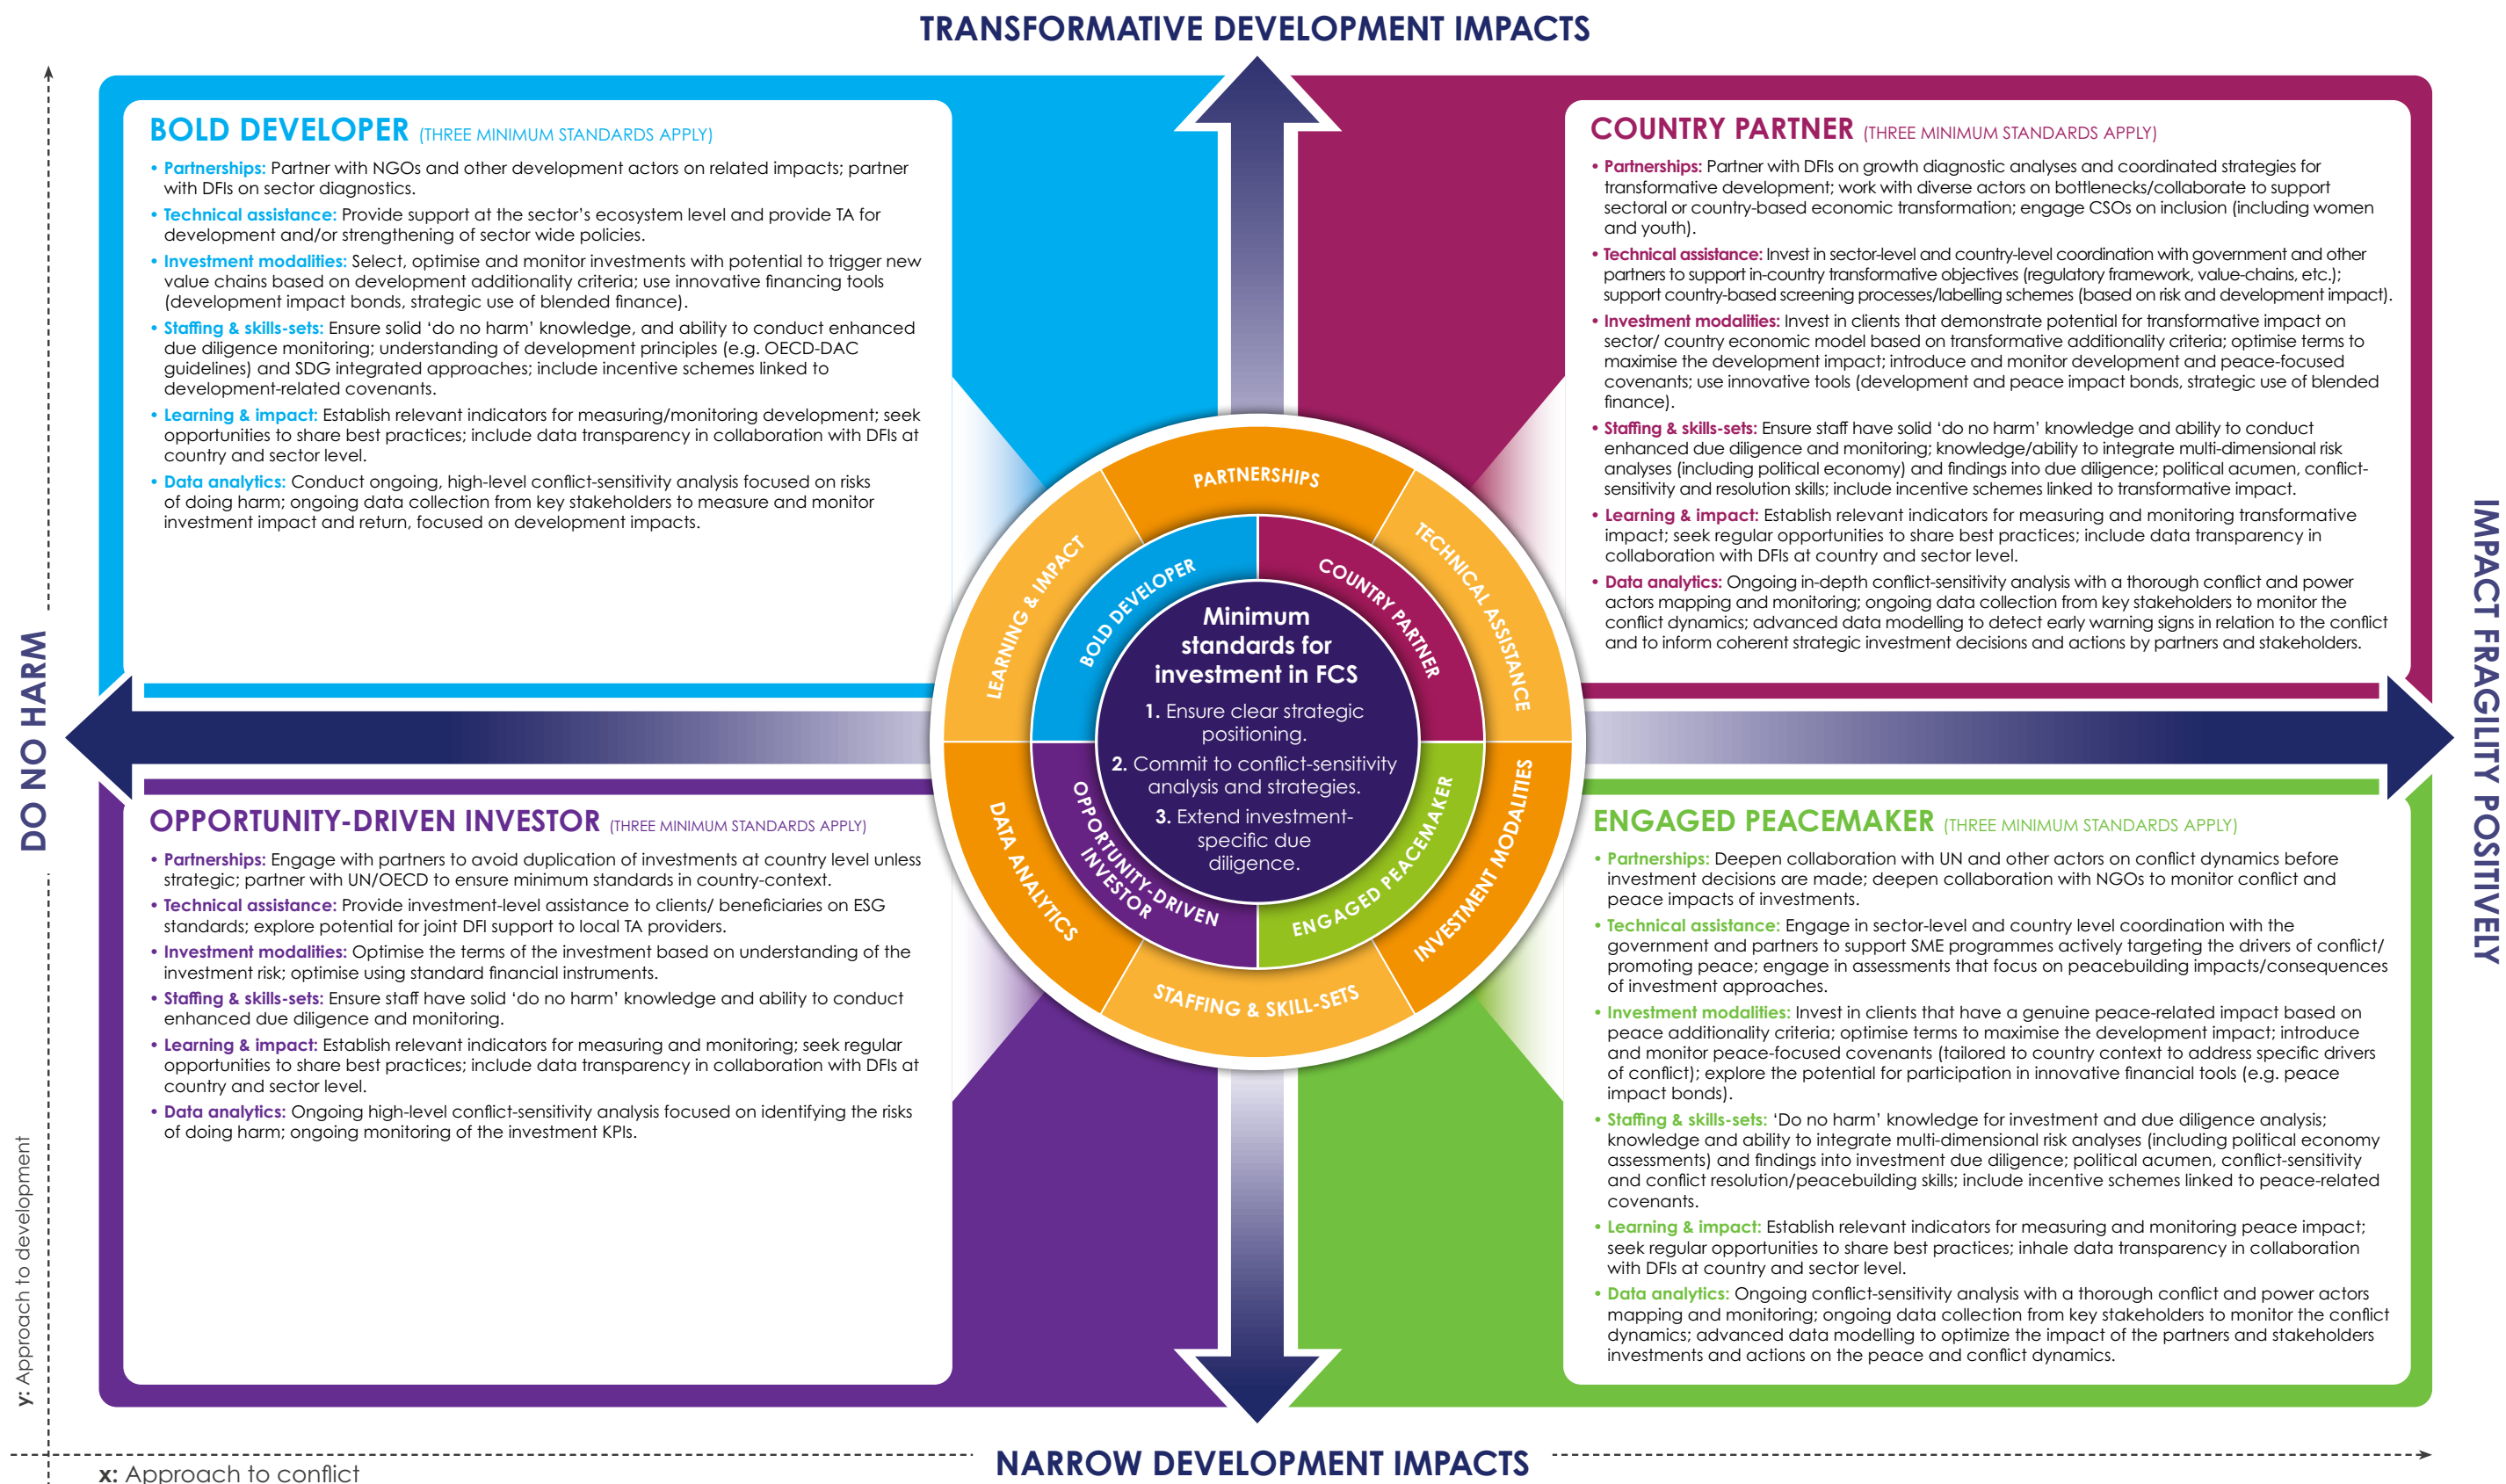 TRANSFORMATIVE DEVELOPMENT IMPACTS
BOLD DEVELOPER (THREE MINIMUM STANDARDS APPLY)
• Partnerships: Partner with NGOs and other development actors on related impacts; partner
with DFIs on sector diagnostics.
• Technical assistance: Provide support at the sector’s ecosystem level and provide TA for
development and/or strengthening of sector wide policies.
• Investment modalities: Select, optimise and monitor investments with potential to trigger new
value chains based on development additionality criteria; use innovative financing tools
(development impact bonds, strategic use of blended finance).
• Staffing & skills-sets: Ensure solid ‘do no harm’ knowledge, and ability to conduct enhanced
due diligence monitoring; understanding of development principles (e.g. OECD-DAC
guidelines) and SDG integrated approaches; include incentive schemes linked to
development-related covenants.
• Learning & impact: Establish relevant indicators for measuring/monitoring development; seek
opportunities to share best practices; include data transparency in collaboration with DFIs at
country and sector level.
• Data analytics: Conduct ongoing, high-level conflict-sensitivity analysis focused on risks
of doing harm; ongoing data collection from key stakeholders to measure and monitor
investment impact and return, focused on development impacts.
COUNTRY PARTNER (THREE MINIMUM STANDARDS APPLY)
• Partnerships: Partner with DFIs on growth diagnostic analyses and coordinated strategies for
transformative development; work with diverse actors on bottlenecks/collaborate to support
sectoral or country-based economic transformation; engage CSOs on inclusion (including women
and youth).
• Technical assistance: Invest in sector-level and country-level coordination with government and other
partners to support in-country transformative objectives (regulatory framework, value-chains, etc.);
support country-based screening processes/labelling schemes (based on risk and development impact).
• Investment modalities: Invest in clients that demonstrate potential for transformative impact on
sector/ country economic model based on transformative additionality criteria; optimise terms to
maximise the development impact; introduce and monitor development and peace-focused
covenants; use innovative tools (development and peace impact bonds, strategic use of blended
finance).
• Staffing & skills-sets: Ensure staff have solid ‘do no harm’ knowledge and ability to conduct
enhanced due diligence and monitoring; knowledge/ability to integrate multi-dimensional risk
analyses (including political economy) and findings into due diligence; political acumen, conflict-
sensitivity and resolution skills; include incentive schemes linked to transformative impact.
• Learning & impact: Establish relevant indicators for measuring and monitoring transformative
impact; seek regular opportunities to share best practices; include data transparency in
collaboration with DFIs at country and sector level.
• Data analytics: Ongoing in-depth conflict-sensitivity analysis with a thorough conflict and power
actors mapping and monitoring; ongoing data collection from key stakeholders to monitor the
conflict dynamics; advanced data modelling to detect early warning signs in relation to the conflict
and to inform coherent strategic investment decisions and actions by partners and stakeholders.
DO NO HARM
IMPACT FRAGILITY POSITIVELY
PARTNERSHIPS
TECHNICAL ASSISTANCE
INVESTMENT MODALITIES
STAFFING & SKILL-SETS
DATA ANALYTICS
LEARNING & IMPACT
BOLD DEVELOPER
COUNTRY PARTNER
ENGAGED PEACEMAKER
OPPORTUNITY-DRIVEN
INVESTOR
Minimum
standards for
investment in FCS
1. Ensure clear strategic
positioning.
2. Commit to conflict-sensitivity
analysis and strategies.
3. Extend investment-
specific due
diligence.
OPPORTUNITY-DRIVEN INVESTOR (THREE MINIMUM STANDARDS APPLY)
• Partnerships: Engage with partners to avoid duplication of investments at country level unless
strategic; partner with UN/OECD to ensure minimum standards in country-context.
• Technical assistance: Provide investment-level assistance to clients/ beneficiaries on ESG
standards; explore potential for joint DFI support to local TA providers.
• Investment modalities: Optimise the terms of the investment based on understanding of the
investment risk; optimise using standard financial instruments.
• Staffing & skills-sets: Ensure staff have solid ‘do no harm’ knowledge and ability to conduct
enhanced due diligence and monitoring.
• Learning & impact: Establish relevant indicators for measuring and monitoring; seek regular
opportunities to share best practices; include data transparency in collaboration with DFIs at
country and sector level.
• Data analytics: Ongoing high-level conflict-sensitivity analysis focused on identifying the risks
of doing harm; ongoing monitoring of the investment KPIs.
ENGAGED PEACEMAKER (THREE MINIMUM STANDARDS APPLY)
• Partnerships: Deepen collaboration with UN and other actors on conflict dynamics before
investment decisions are made; deepen collaboration with NGOs to monitor conflict and
peace impacts of investments.
• Technical assistance: Engage in sector-level and country level coordination with the
government and partners to support SME programmes actively targeting the drivers of conflict/
promoting peace; engage in assessments that focus on peacebuilding impacts/consequences
of investment approaches.
• Investment modalities: Invest in clients that have a genuine peace-related impact based on
peace additionality criteria; optimise terms to maximise the development impact; introduce
and monitor peace-focused covenants (tailored to country context to address specific drivers
of conflict); explore the potential for participation in innovative financial tools (e.g. peace
impact bonds).
• Staffing & skills-sets: ‘Do no harm’ knowledge for investment and due diligence analysis;
knowledge and ability to integrate multi-dimensional risk analyses (including political economy
assessments) and findings into investment due diligence; political acumen, conflict-sensitivity
and conflict resolution/peacebuilding skills; include incentive schemes linked to peace-related
covenants.
• Learning & impact: Establish relevant indicators for measuring and monitoring peace impact;
seek regular opportunities to share best practices; inhale data transparency in collaboration
with DFIs at country and sector level.
• Data analytics: Ongoing conflict-sensitivity analysis with a thorough conflict and power actors
mapping and monitoring; ongoing data collection from key stakeholders to monitor the conflict
dynamics; advanced data modelling to optimize the impact of the partners and stakeholders
investments and actions on the peace and conflict dynamics.
y: Approach to development
x: Approach to conflict
NARROW DEVELOPMENT IMPACTS